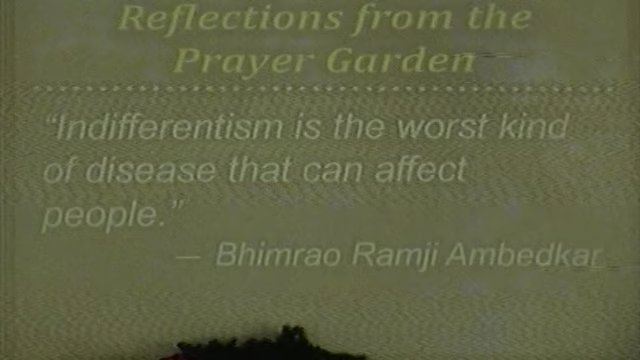 Reflections from the
Prayer Garden
“Indifferentism is the worst kind
of disease that can affect
people.”
— Bhimrao Ramji Ambedkar